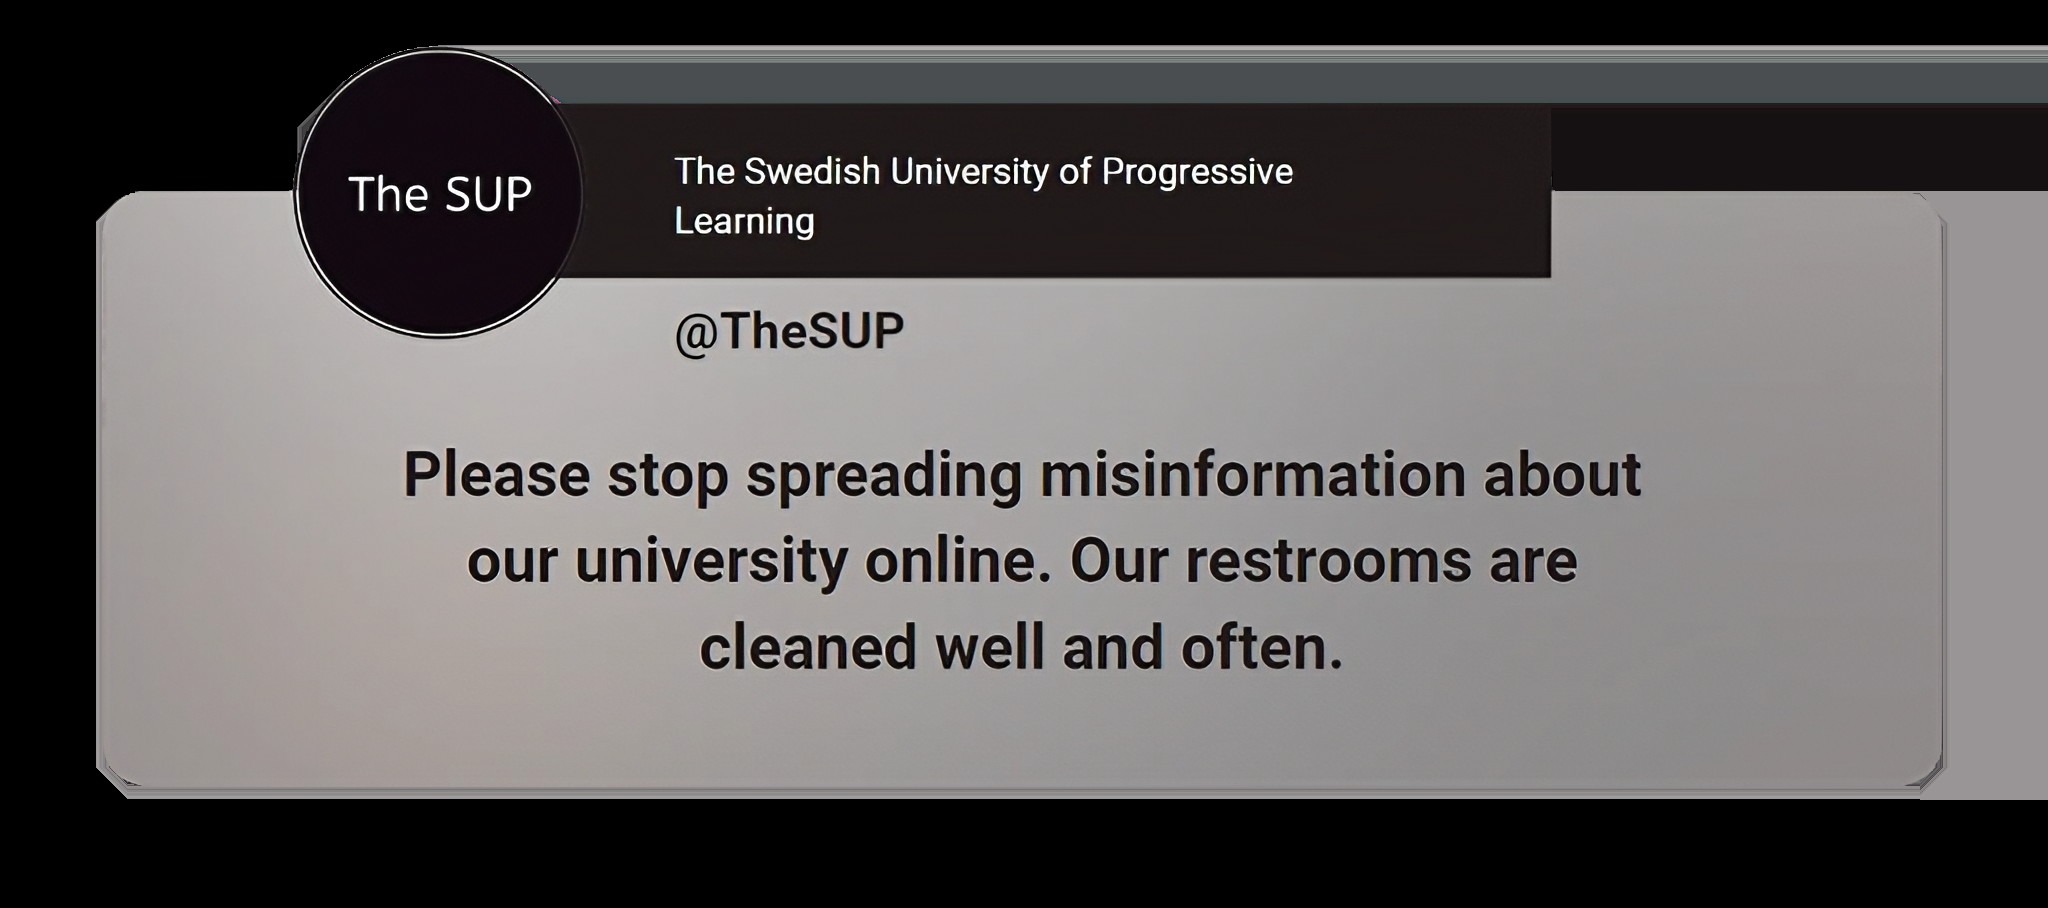 The SUP
The Swedish University of Progressive
Learning
@TheSUP
Please stop spreading misinformation about
our university online. Our restrooms are
cleaned well and often.